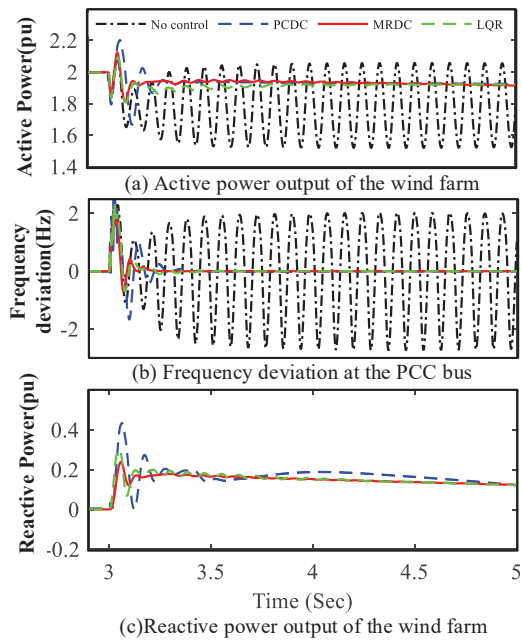 No control PCDC MRDC LQR
Active Power(pu)
2.2
2
1.8
1.6
1.4
(a) Active power output of the wind farm
Frequency
deviation(Hz)
2
0
-2
(b) Frequency deviation at the PCC bus
Reactive Power(pu)
0.4
0.2
0
-0.2
3 3.5 4 4.5 5
Time (Sec)
(c)Reactive power output of the wind farm